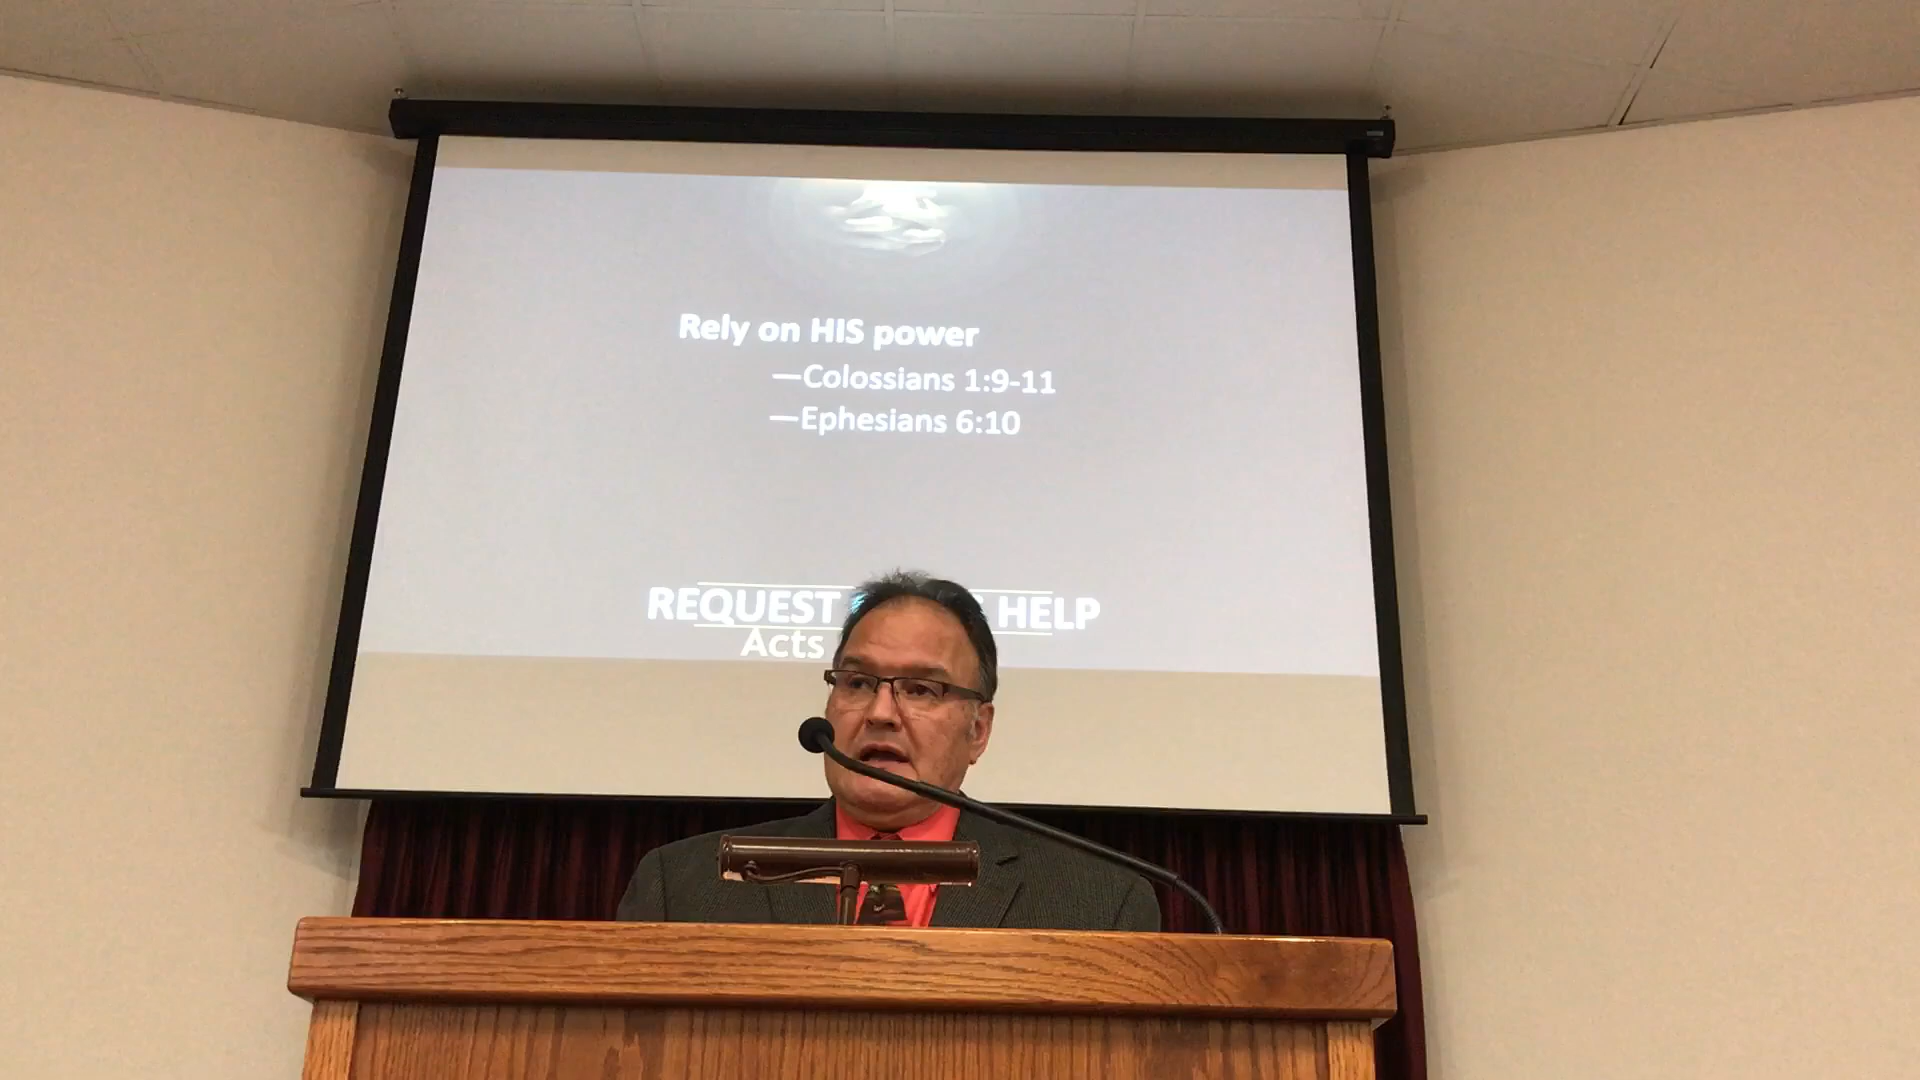 Rely on HIS power
—Colossians 1:9-11
—Ephesians 6:10
REQUEST HELP
Acts